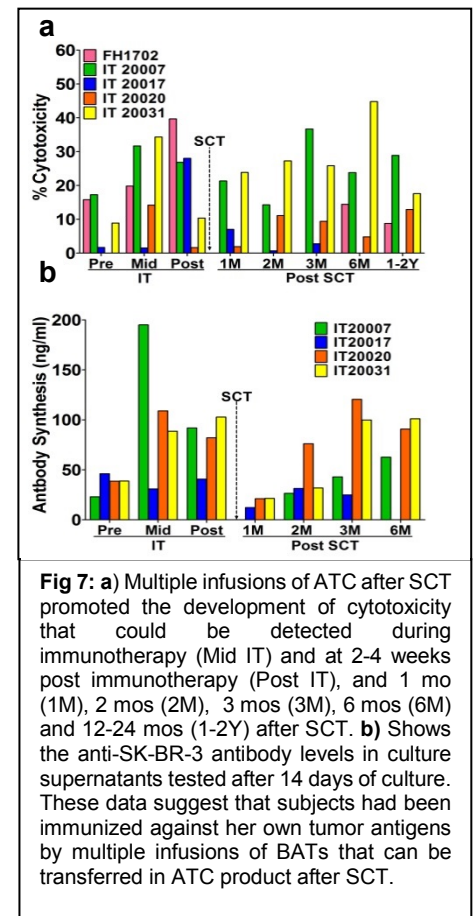 a
60
50
40
30
20
10
0
% Cytotoxicity
FH1702
IT 20007
IT 20017
IT 20020
IT 20031
SCT
Pre Mid Post 1M 2M 3M 6M 1-2Y
IT Post SCT
b
200
150
100
50
0
Antibody Synthesis (ng/ml)
IT20007
IT20017
IT20020
IT20031
SCT
Pre Mid Post 1M 2M 3M 6M
IT Post SCT
Fig 7: a) Multiple infusions of ATC after SCT
promoted the development of cytotoxicity
that could be detected during
immunotherapy (Mid IT) and at 2-4 weeks
post immunotherapy (Post IT), and 1 mo
(1M), 2 mos (2M), 3 mos (3M), 6 mos (6M)
and 12-24 mos (1-2Y) after SCT. b) Shows
the anti-SK-BR-3 antibody levels in culture
supernatants tested after 14 days of culture.
These data suggest that subjects had been
immunized against her own tumor antigens
by multiple infusions of BATs that can be
transferred in ATC product after SCT.